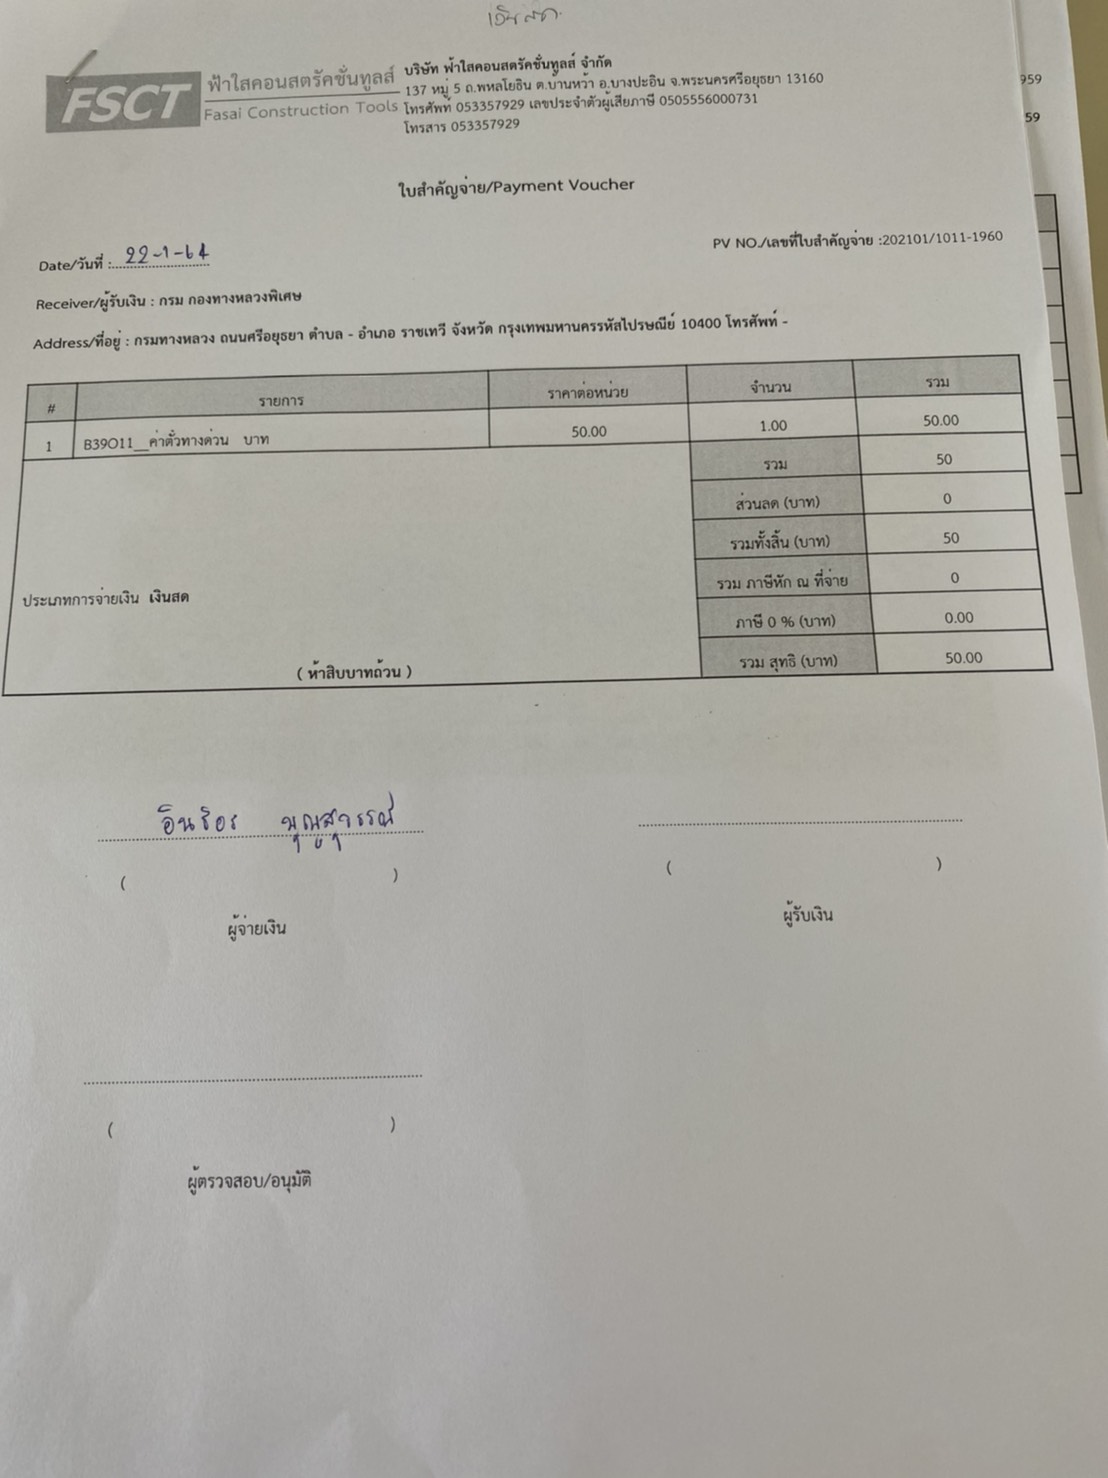 เงินสด
FSCT ฟ้าใสคอนสตรัคชั่นทูลส์
Fasai Construction Tools
บริษัท ฟ้าใสคอนสตรัคชั่นทูลส์ จำกัด
137 หมู่ 5 ถ.พหลโยธิน ต.บ้านหว้า อ.บางปะอิน จ.พระนครศรีอยุธยา 13160
โทรศัพท์ 053357929 เลขประจำตัวผู้เสียภาษี 0505556000731
โทรสาร 053357929
959
59
ใบสำคัญจ่าย/Payment Voucher
PV NO./เลขที่ใบสำคัญจ่าย :202101/1011-1960
Date/วันที่ : 22-1-64
Receiver/ผู้รับเงิน : กรม กองทางหลวงพิเศษ
Address/ที่อยู่ : กรมทางหลวง ถนนศรีอยุธยา ตำบล - อำเภอ ราชเทวี จังหวัด กรุงเทพมหานครรหัสไปรษณีย์ 10400 โทรศัพท์ -
# รายการ ราคาต่อหน่วย จำนวน รวม
1 B39O11__ค่าตั๋วทางด่วน บาท 50.00 1.00 50.00
รวม 50
ส่วนลด (บาท) 0
รวมทั้งสิ้น (บาท) 50
รวม ภาษีหัก ณ ที่จ่าย 0
ประเภทการจ่ายเงิน เงินสด
ภาษี 0 % (บาท) 0.00
( ห้าสิบบาทถ้วน ) รวม สุทธิ (บาท) 50.00
( ) ( )
ผู้จ่ายเงิน ผู้รับเงิน
( )
ผู้ตรวจสอบ/อนุมัติ